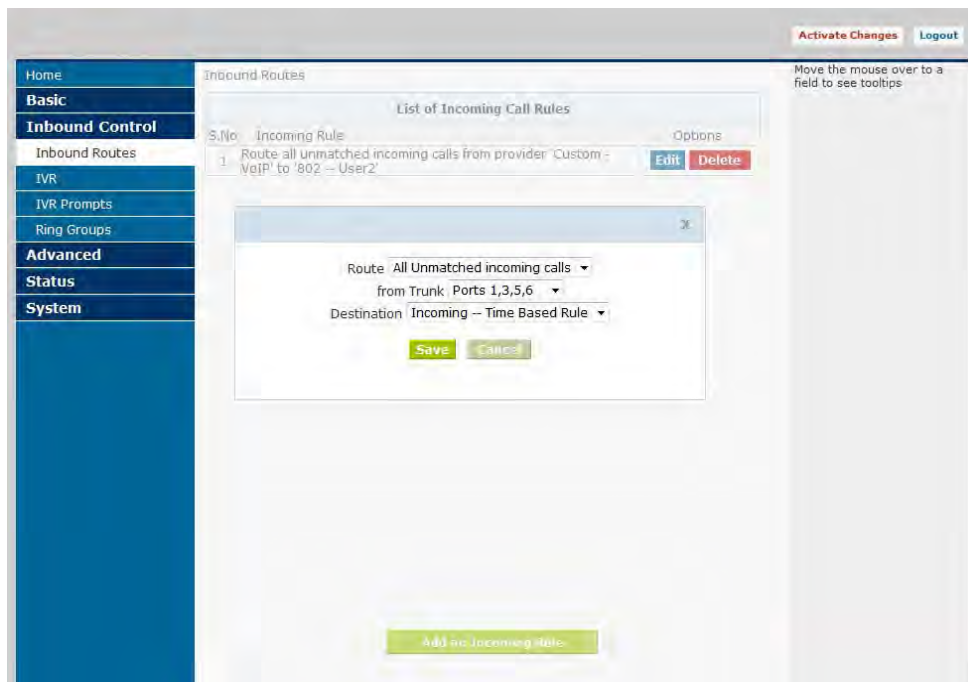 Activate Changes Logout
Home
Basic
Inbound Control
Inbound Routes
IVR
IVR Prompts
Ring Groups
Advanced
Status
System
Inbound Routes
List of Incoming Call Rules
S.No Incoming Rule Options
1 Route all unmatched incoming calls from provider 'Custom -
VoIP' to '802 -- User2'
Edit Delete
X
Route All Unmatched incoming calls
from Trunk Ports 1,3,5,6
Destination Incoming -- Time Based Rule
Save Cancel
Add an Incoming Rule
Move the mouse over to a
field to see tooltips